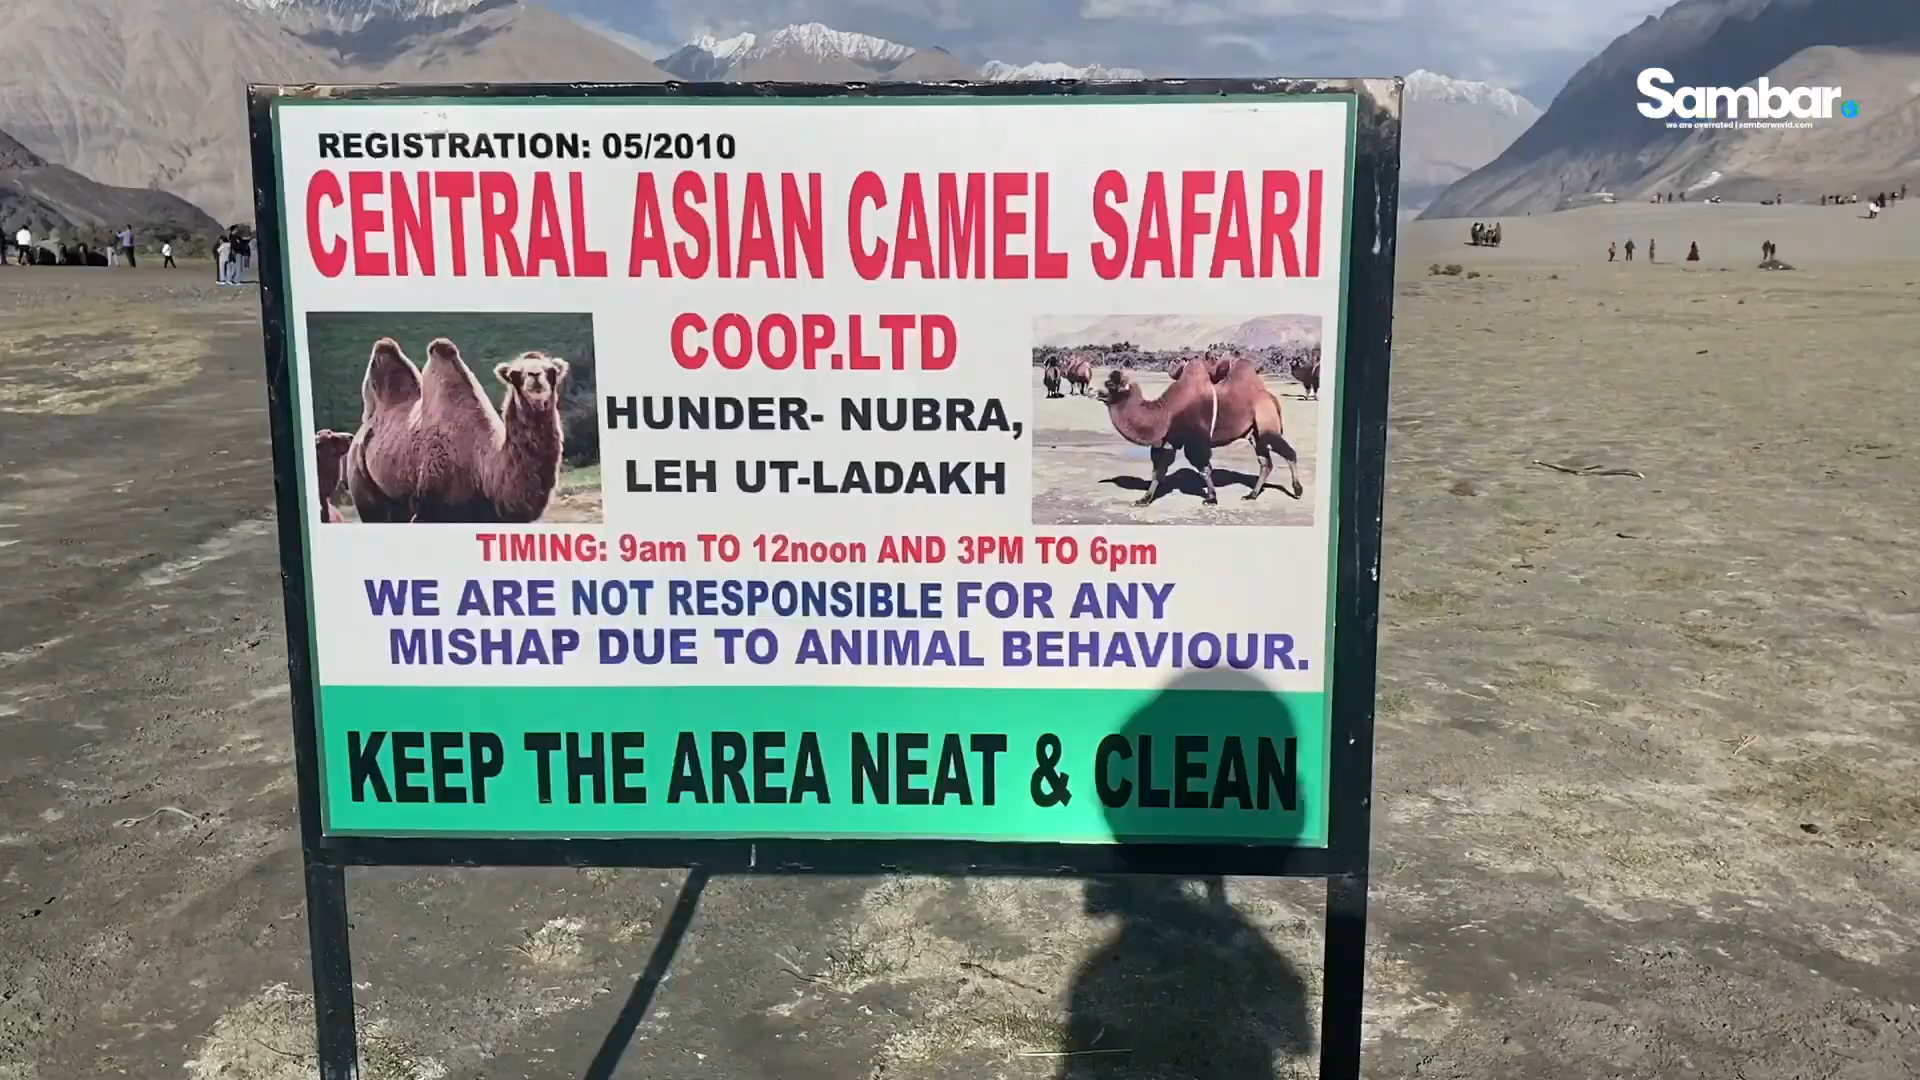 Sambar
we are overrated | sambarworld.com
REGISTRATION: 05/2010
CENTRAL ASIAN CAMEL SAFARI
COOP.LTD
HUNDER- NUBRA,
LEH UT-LADAKH
TIMING: 9am TO 12noon AND 3PM TO 6pm
WE ARE NOT RESPONSIBLE FOR ANY
MISHAP DUE TO ANIMAL BEHAVIOUR.
KEEP THE AREA NEAT & CLEAN